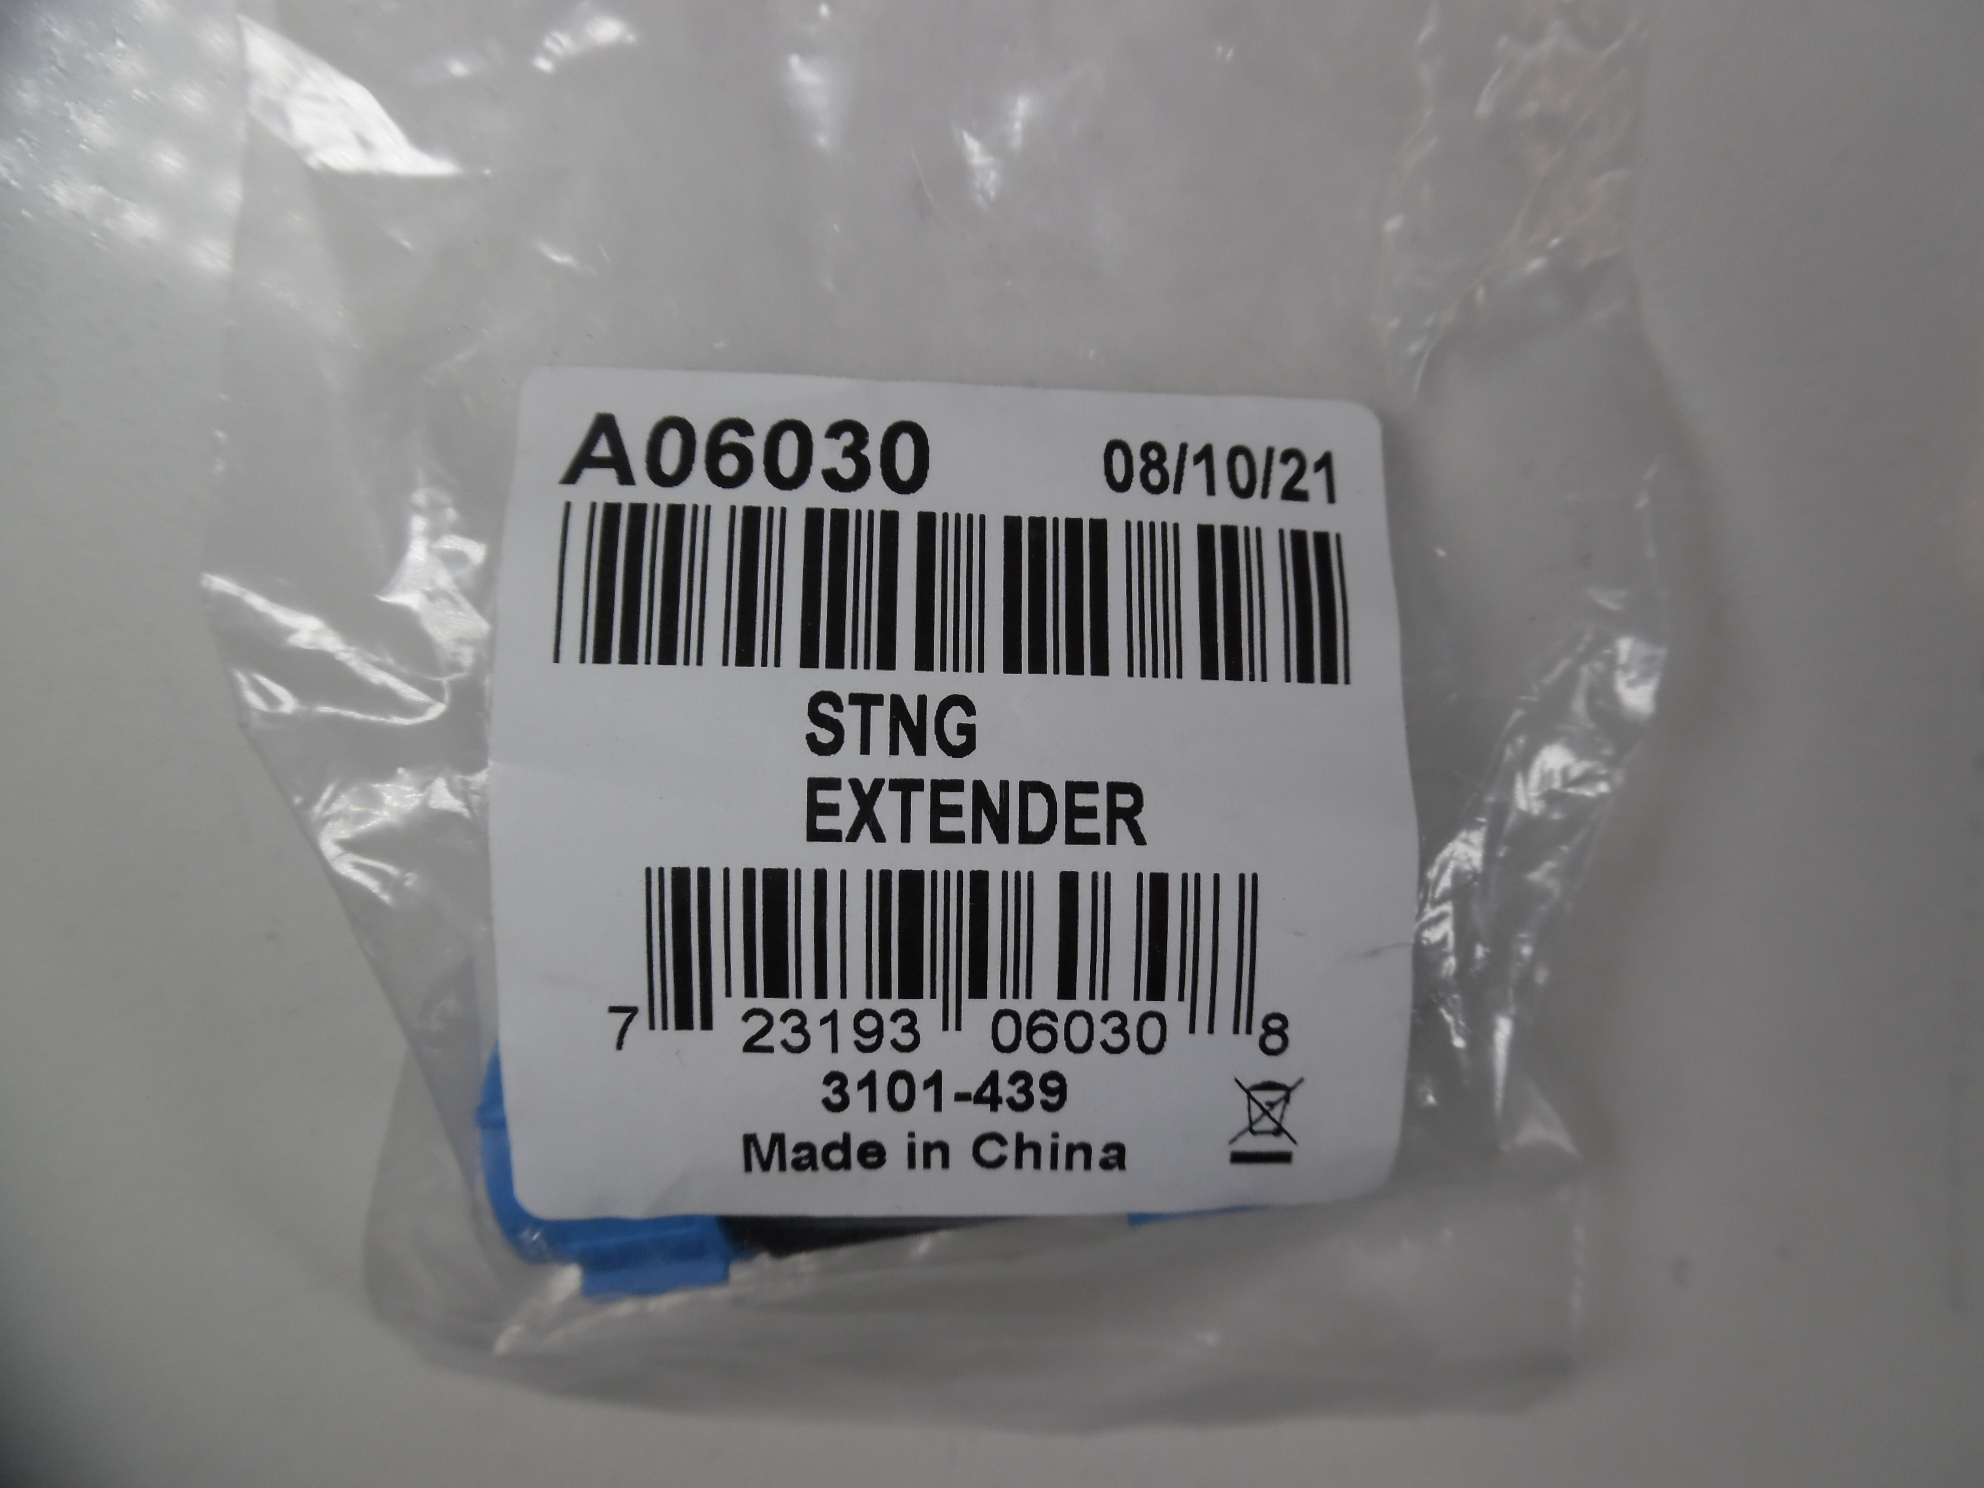 A06030 08/10/21
STNG
EXTENDER
7 23193 06030 8
3101-439
Made in China